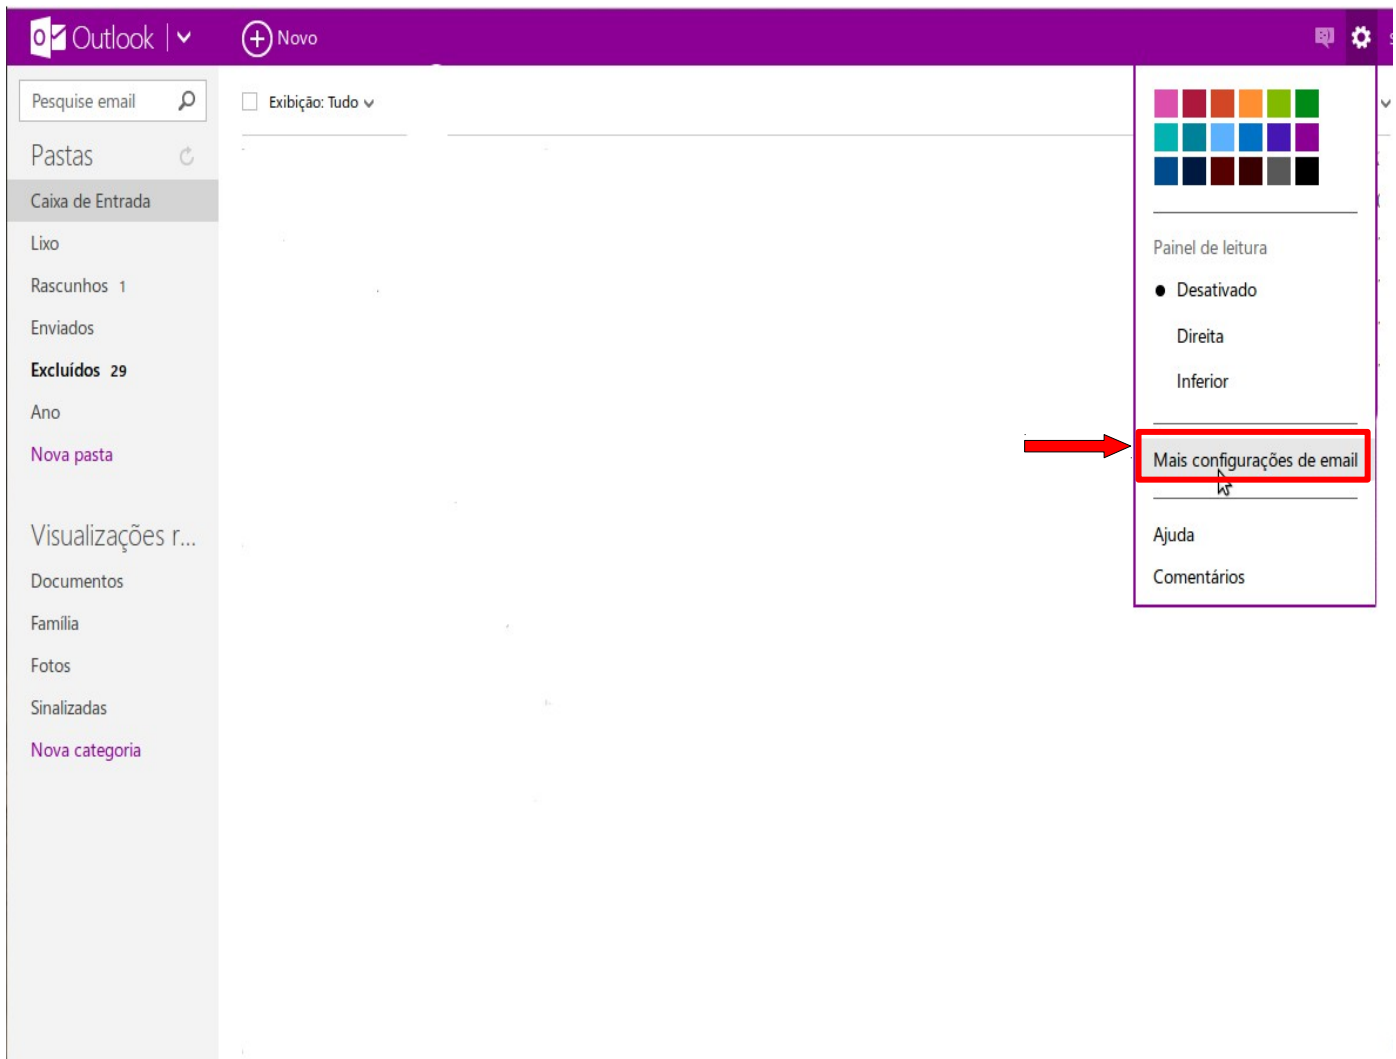 Outlook
Novo
Pesquise email
Exibição: Tudo
Pastas
Caixa de Entrada
Lixo
Rascunhos 1
Enviados
Excluídos 29
Ano
Nova pasta
Visualizações r...
Documentos
Família
Fotos
Sinalizadas
Nova categoria
Painel de leitura
Desativado
Direita
Inferior
Mais configurações de email
Ajuda
Comentários